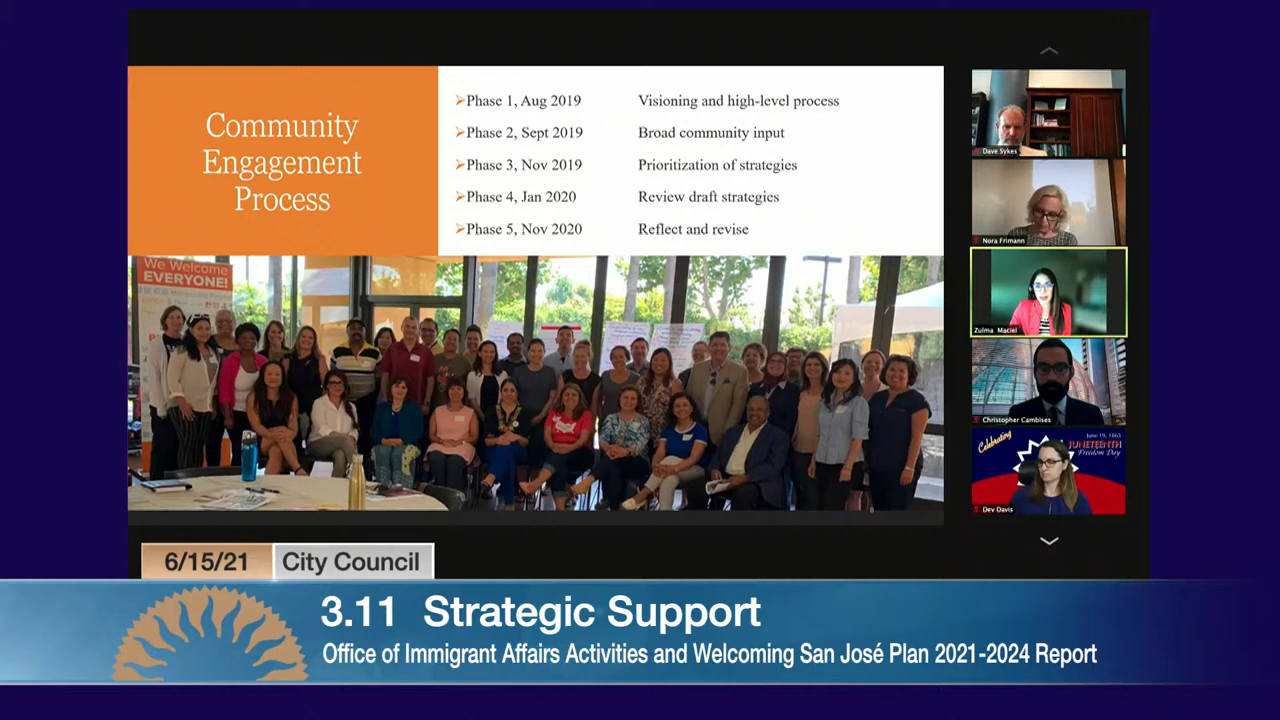 Community
Engagement
Process
➢Phase 1, Aug 2019 Visioning and high-level process
➢Phase 2, Sept 2019 Broad community input
➢Phase 3, Nov 2019 Prioritization of strategies
➢Phase 4, Jan 2020 Review draft strategies
➢Phase 5, Nov 2020 Reflect and revise
We Welcome
EVERYONE!
Dave Sykes
Nora Frimann
Zulma Maciel
Christopher Cambises
Celebrating
June 19, 1865
JUNETEENTH
Freedom Day
Dev Davis
6/15/21 City Council
3.11 Strategic Support
Office of Immigrant Affairs Activities and Welcoming San José Plan 2021-2024 Report